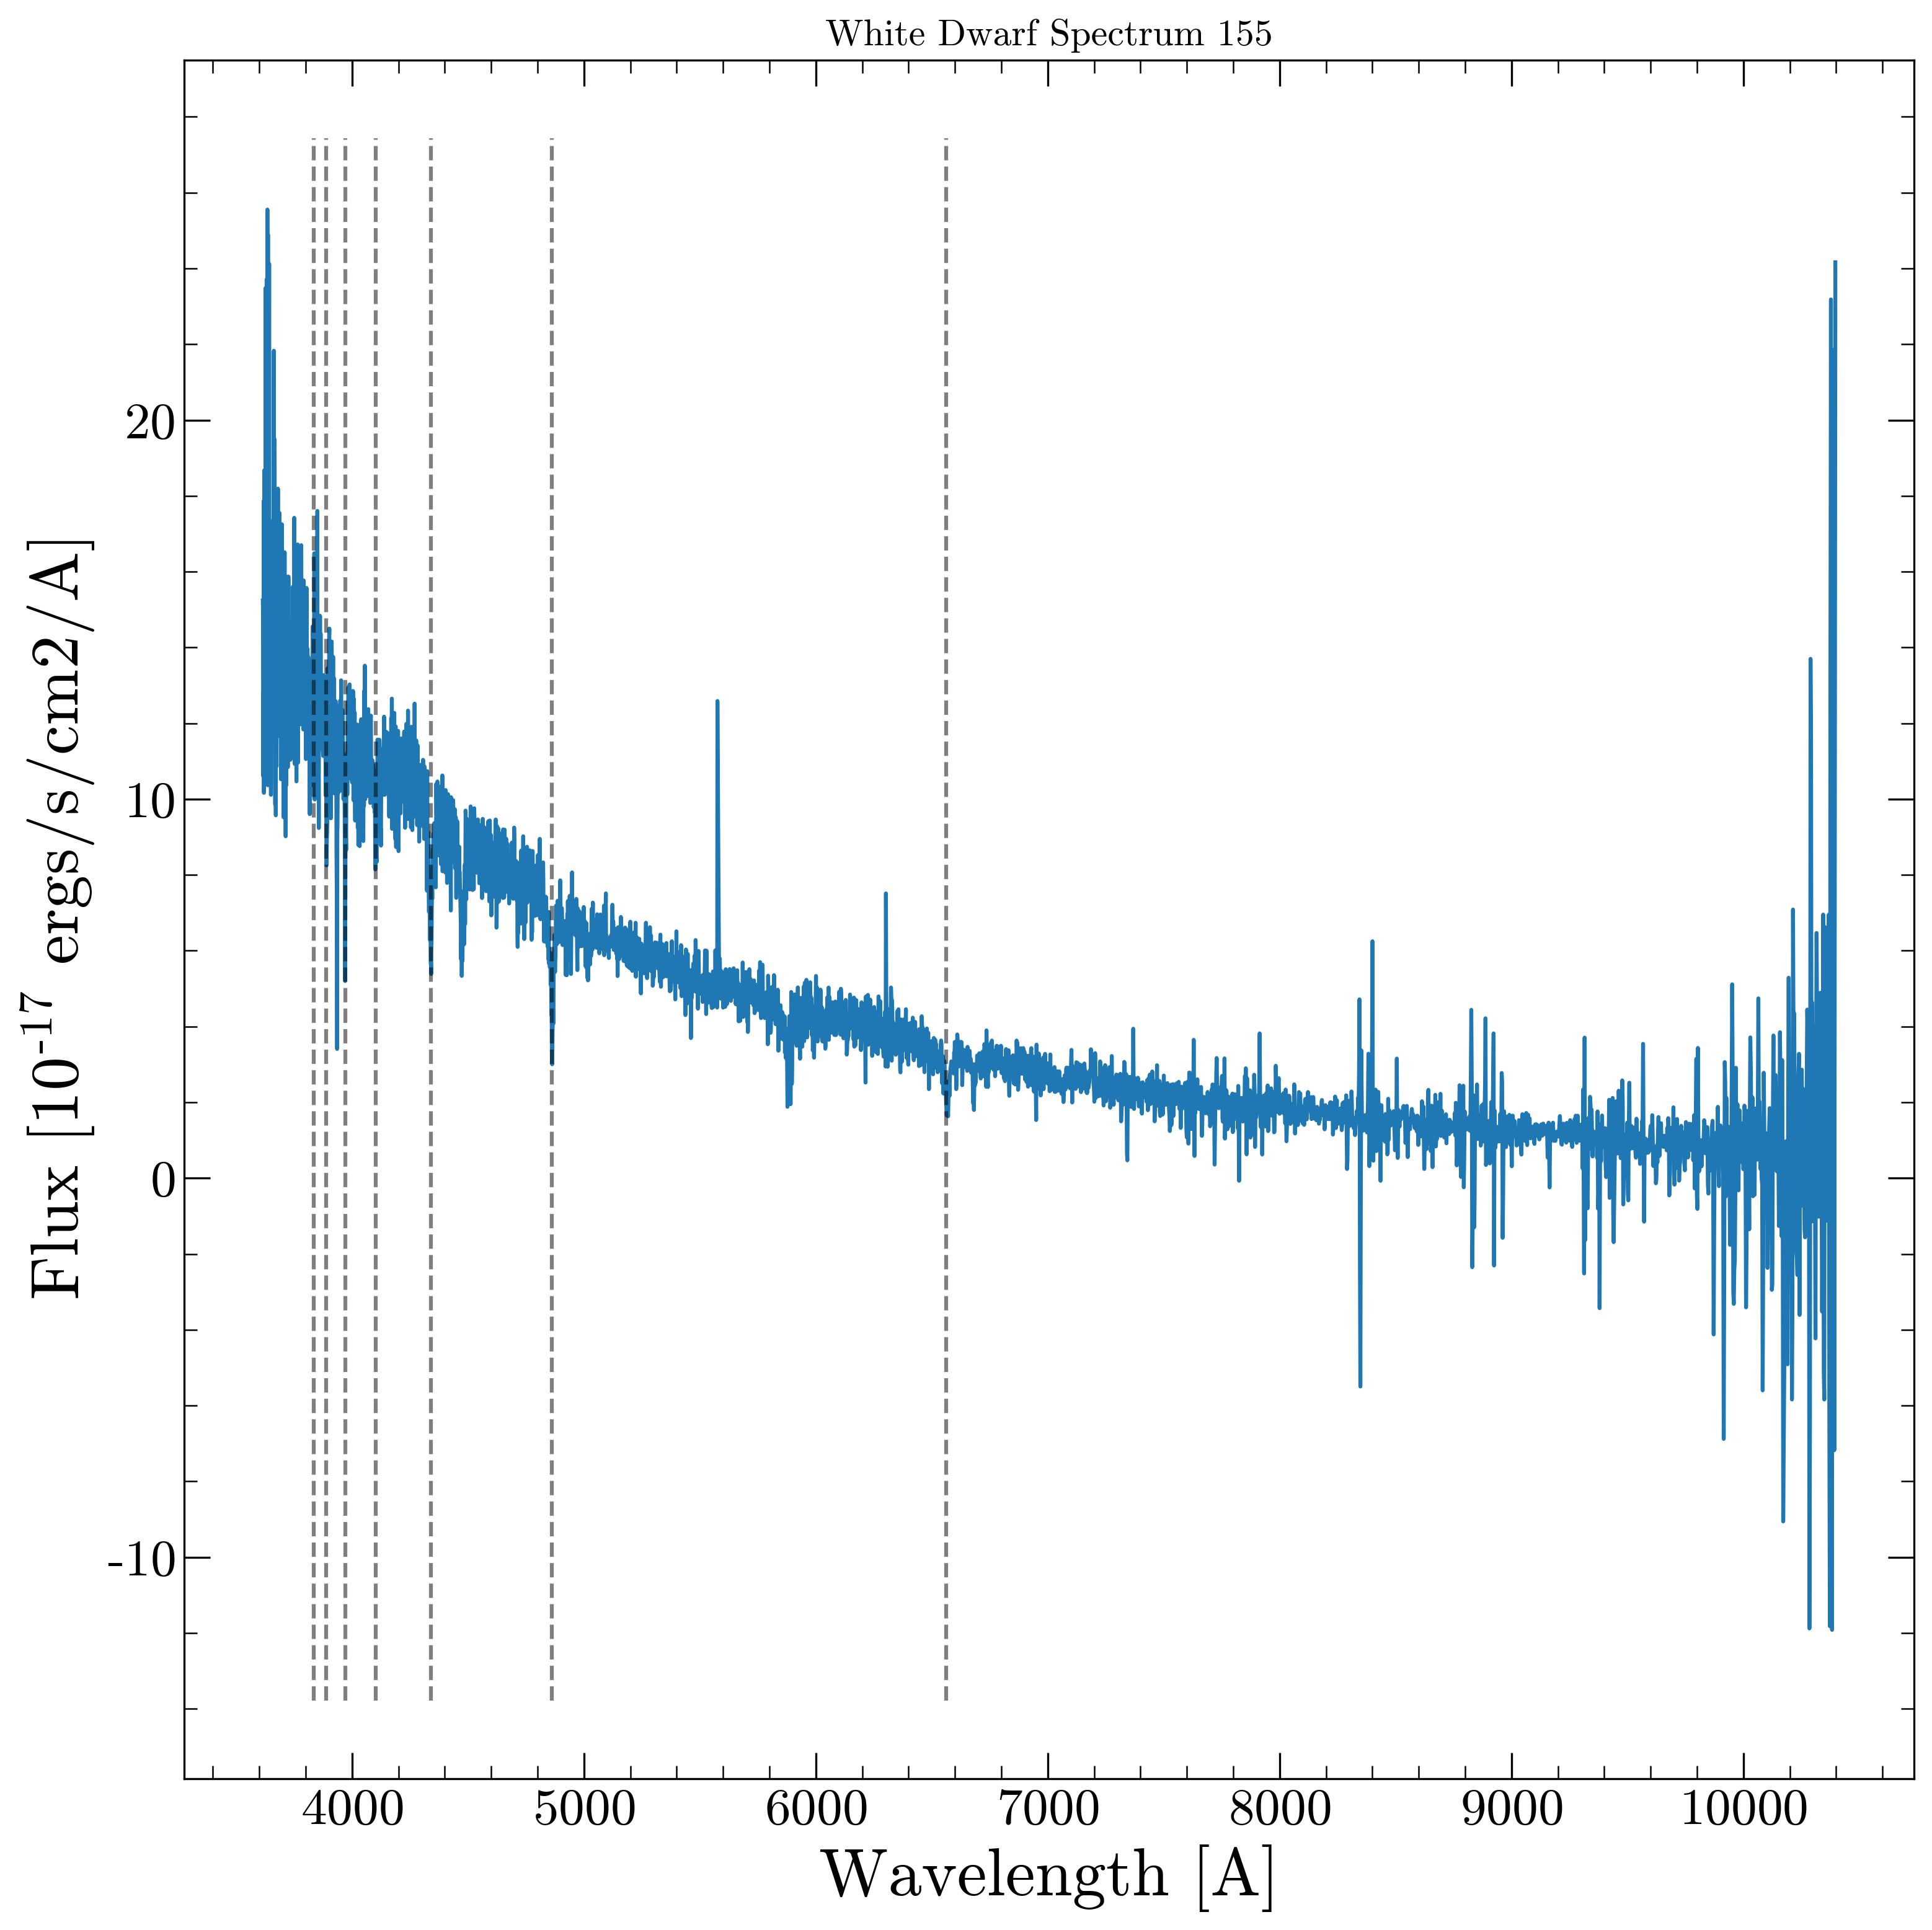 White Dwarf Spectrum 155
Flux [10-17 ergs/s/cm2/A]
20
10
0
-10
4000 5000 6000 7000 8000 9000 10000
Wavelength [A]